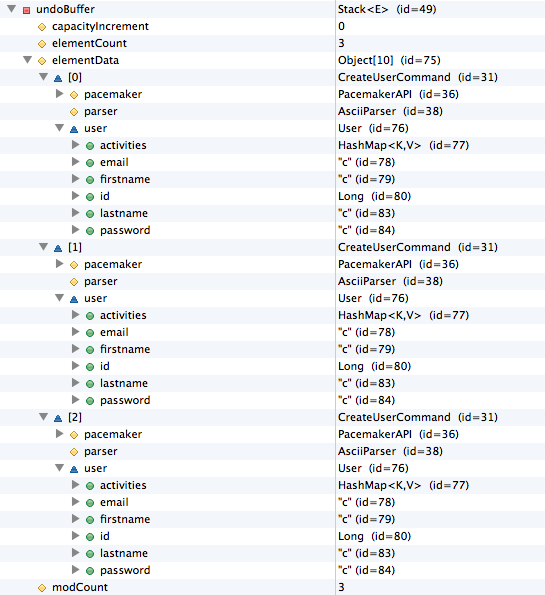 undoBuffer Stack<E> (id=49)
capacityIncrement 0
elementCount 3
elementData Object[10] (id=75)
[0] CreateUserCommand (id=31)
pacemaker PacemakerAPI (id=36)
parser AsciiParser (id=38)
user User (id=76)
activities HashMap<K,V> (id=77)
email "c" (id=78)
firstname "c" (id=79)
id Long (id=80)
lastname "c" (id=83)
password "c" (id=84)
[1] CreateUserCommand (id=31)
pacemaker PacemakerAPI (id=36)
parser AsciiParser (id=38)
user User (id=76)
activities HashMap<K,V> (id=77)
email "c" (id=78)
firstname "c" (id=79)
id Long (id=80)
lastname "c" (id=83)
password "c" (id=84)
[2] CreateUserCommand (id=31)
pacemaker PacemakerAPI (id=36)
parser AsciiParser (id=38)
user User (id=76)
activities HashMap<K,V> (id=77)
email "c" (id=78)
firstname "c" (id=79)
id Long (id=80)
lastname "c" (id=83)
password "c" (id=84)
modCount 3